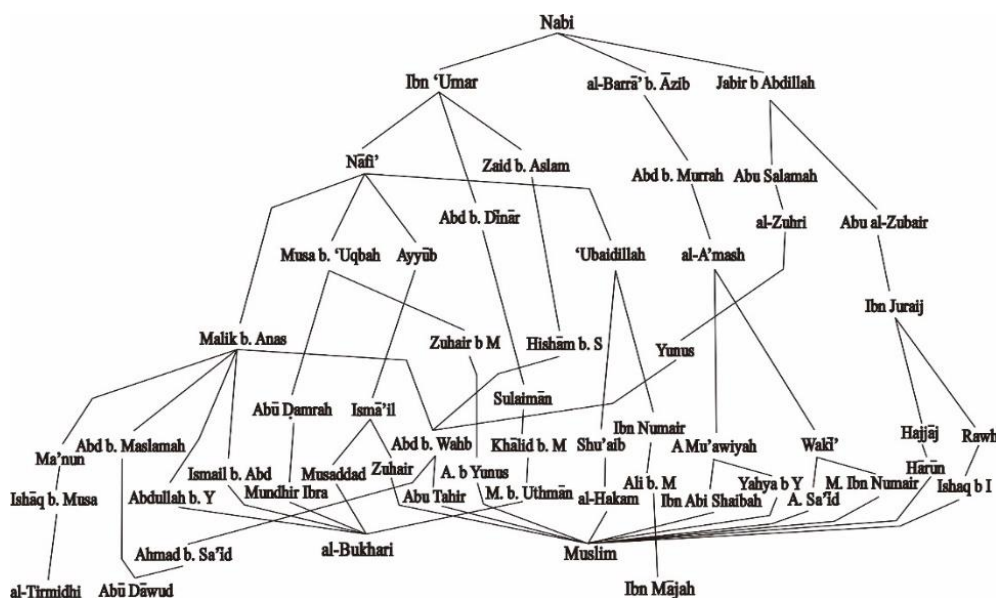 Nabi
Ibn ‘Umar
al-Barrā’ b. Āzib
Jabir b Abdillah
Nāfi’
Zaid b. Aslam
Abd b. Murrah
Abu Salamah
Abd b. Dīnār
al-Zuhri
Abu al-Zubair
Musa b. ‘Uqbah
Ayyūb
‘Ubaidillah
al-A’mash
Ibn Juraij
Malik b. Anas
Zuhair b M
Hishām b. S
Yunus
Sulaimān
Abū Ḍamrah
Ismā’il
Ibn Numair
Abd b. Maslamah
Abd b. Wahb
Khālid b. M
Shu’aib
A Mu’awiyah
Wakī’
Hajjāj
Rawh
Ma’nun
Ismail b. Abd
Musaddad
Zuhair
A. b Yunus
Ali b. M
Yahya b Y
M. Ibn Numair
Hārūn
Ishaq b I
Ishāq b. Musa
Abdullah b. Y
Mundhir Ibra
Abu Tahir
M. b. Uthmān
al-Hakam
Ibn Abi Shaibah
A. Sa’īd
Ahmad b. Sa’īd
al-Bukhari
Muslim
al-Tirmidhi
Abū Dāwud
Ibn Mājah